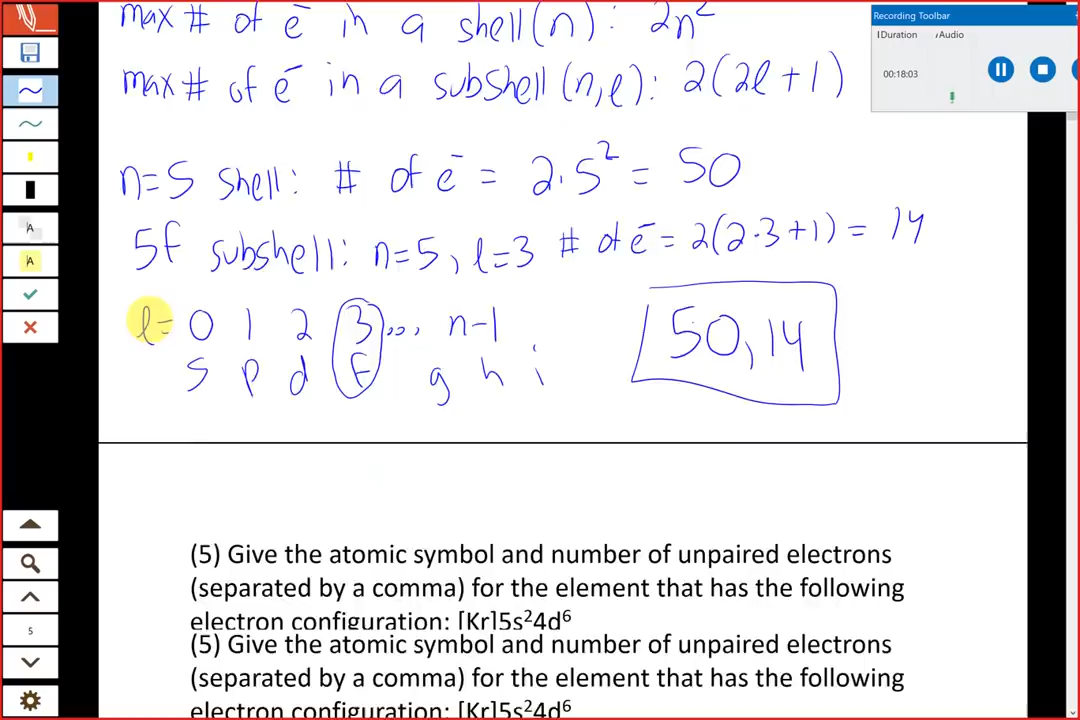 max # of e⁻ in a shell(n): 2n²
Recording Toolbar
Duration Audio
00:18:03
max # of e⁻ in a subshell (n,l): 2(2l+1)
n=5 shell: # of e⁻ = 2·5² = 50
5f subshell: n=5, l=3 # of e⁻ = 2(2·3+1) = 14
l= 0 1 2 3 ... n-1
s p d f g h i
50,14
(5) Give the atomic symbol and number of unpaired electrons
(separated by a comma) for the element that has the following
electron configuration: [Kr]5s²4d⁶
(5) Give the atomic symbol and number of unpaired electrons
(separated by a comma) for the element that has the following
electron configuration: [Kr]5s²4d⁶
A
A
5